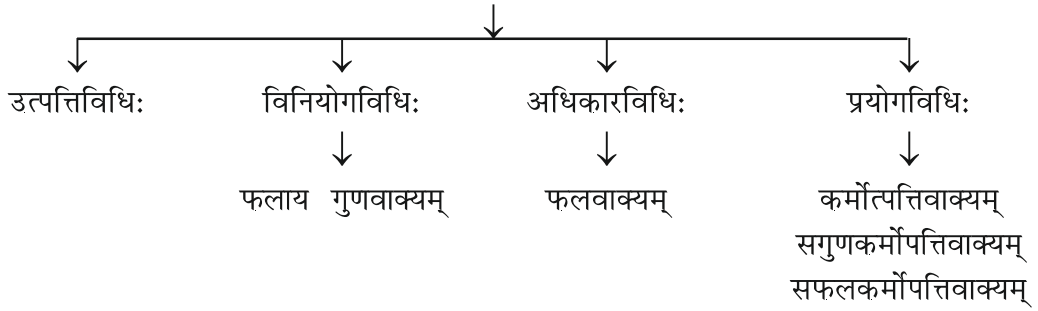 उत्पत्तिविधिः विनियोगविधिः अधिकारविधिः प्रयोगविधिः
फलाय गुणवाक्यम् फलवाक्यम् कर्मोत्पत्तिवाक्यम्
सगुणकर्मोपत्तिवाक्यम्
सफलकर्मोपत्तिवाक्यम्